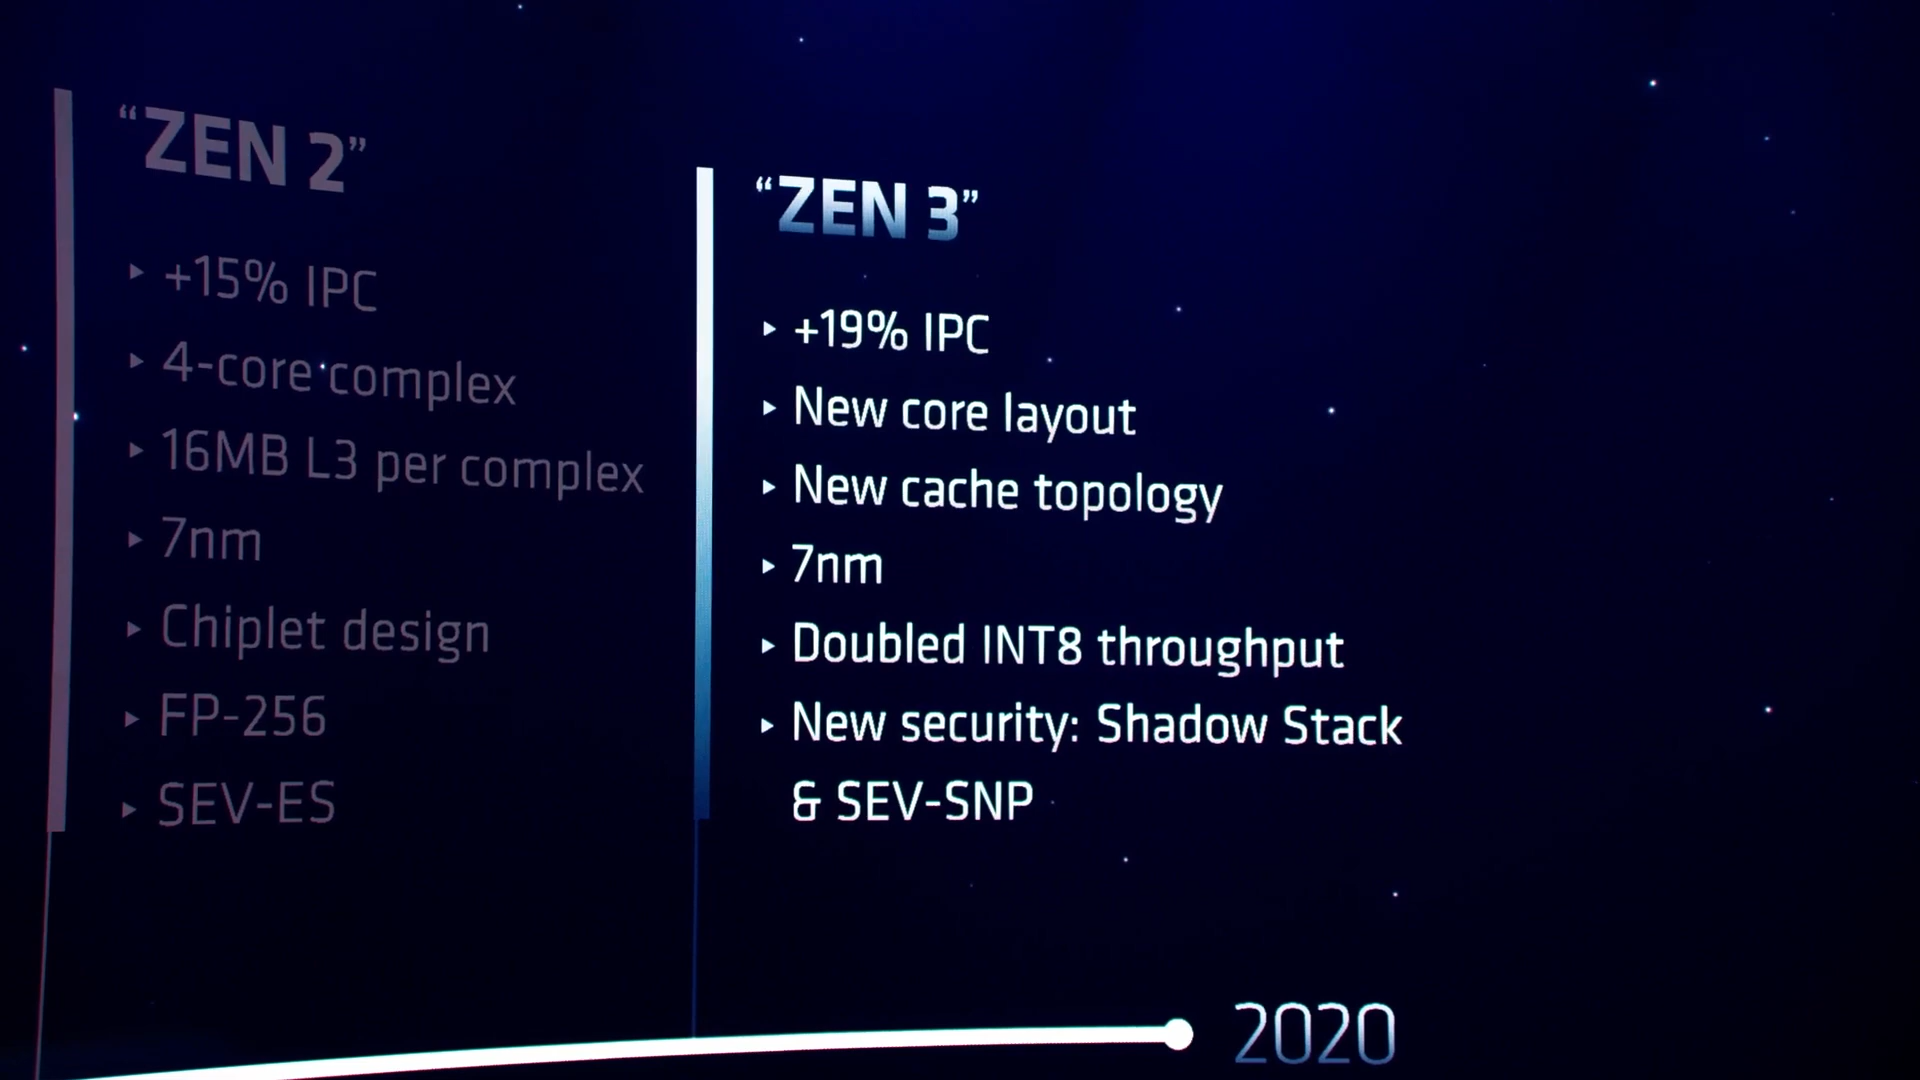 “ZEN 2”
▸ +15% IPC
▸ 4-core complex
▸ 16MB L3 per complex
▸ 7nm
▸ Chiplet design
▸ FP-256
▸ SEV-ES
“ZEN 3”
▸ +19% IPC
▸ New core layout
▸ New cache topology
▸ 7nm
▸ Doubled INT8 throughput
▸ New security: Shadow Stack
& SEV-SNP
2020